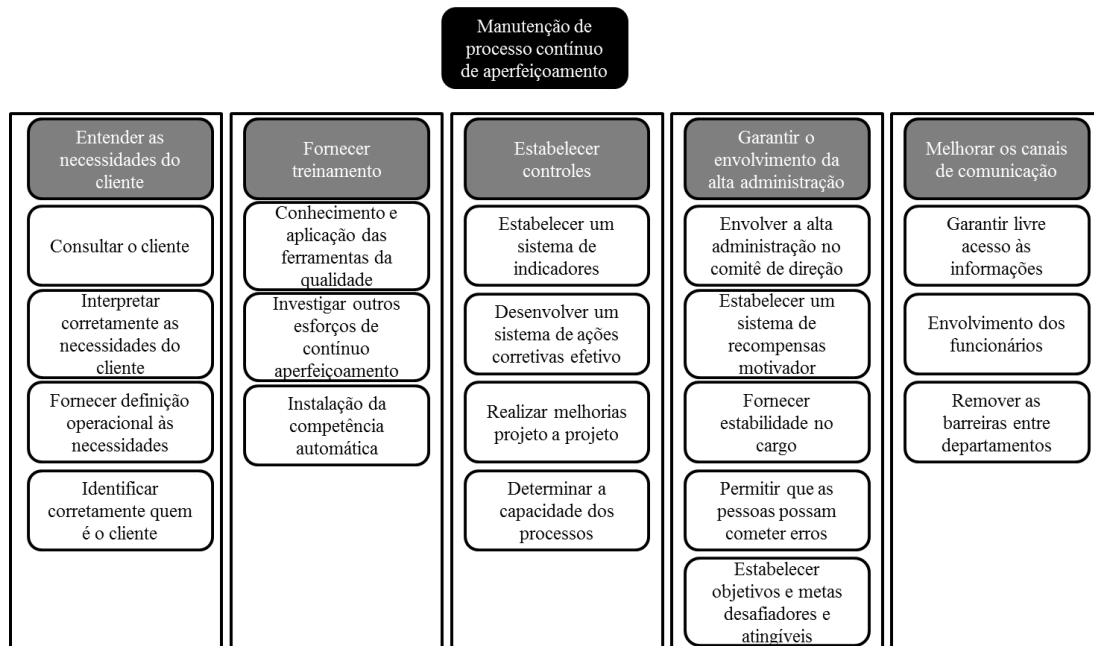 Manutenção de
processo contínuo
de aperfeiçoamento
Entender as
necessidades do
cliente
Consultar o cliente
Interpretar
corretamente as
necessidades do
cliente
Fornecer definição
operacional às
necessidades
Identificar
corretamente quem
é o cliente
Fornecer
treinamento
Conhecimento e
aplicação das
ferramentas da
qualidade
Investigar outros
esforços de
contínuo
aperfeiçoamento
Instalação da
competência
automática
Estabelecer
controles
Estabelecer um
sistema de
indicadores
Desenvolver um
sistema de ações
corretivas efetivo
Realizar melhorias
projeto a projeto
Determinar a
capacidade dos
processos
Garantir o
envolvimento da
alta administração
Envolver a alta
administração no
comitê de direção
Estabelecer um
sistema de
recompensas
motivador
Fornecer
estabilidade no
cargo
Permitir que as
pessoas possam
cometer erros
Estabelecer
objetivos e metas
desafiadores e
atingíveis
Melhorar os canais
de comunicação
Garantir livre
acesso às
informações
Envolvimento dos
funcionários
Remover as
barreiras entre
departamentos